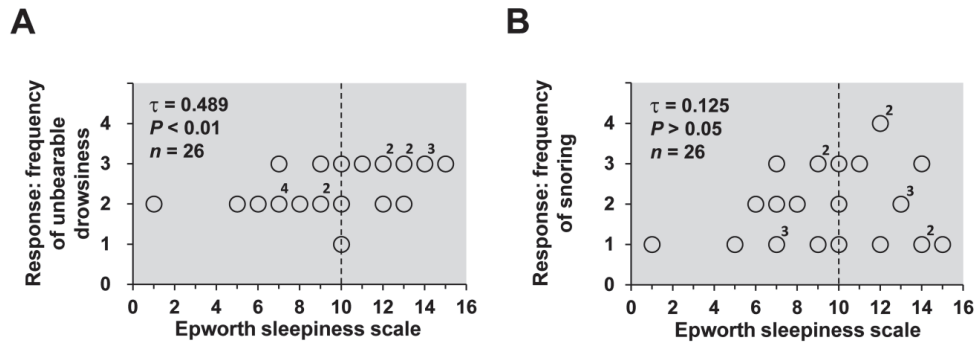 A
Response: frequency
of unbearable
drowsiness
τ = 0.489
P < 0.01
n = 26
4
3
2
1
0
2
2
3
4
2
0
2
4
6
8
10
12
14
16
Epworth sleepiness scale
B
Response: frequency
of snoring
τ = 0.125
P > 0.05
n = 26
4
3
2
1
0
2
2
3
3
2
0
2
4
6
8
10
12
14
16
Epworth sleepiness scale